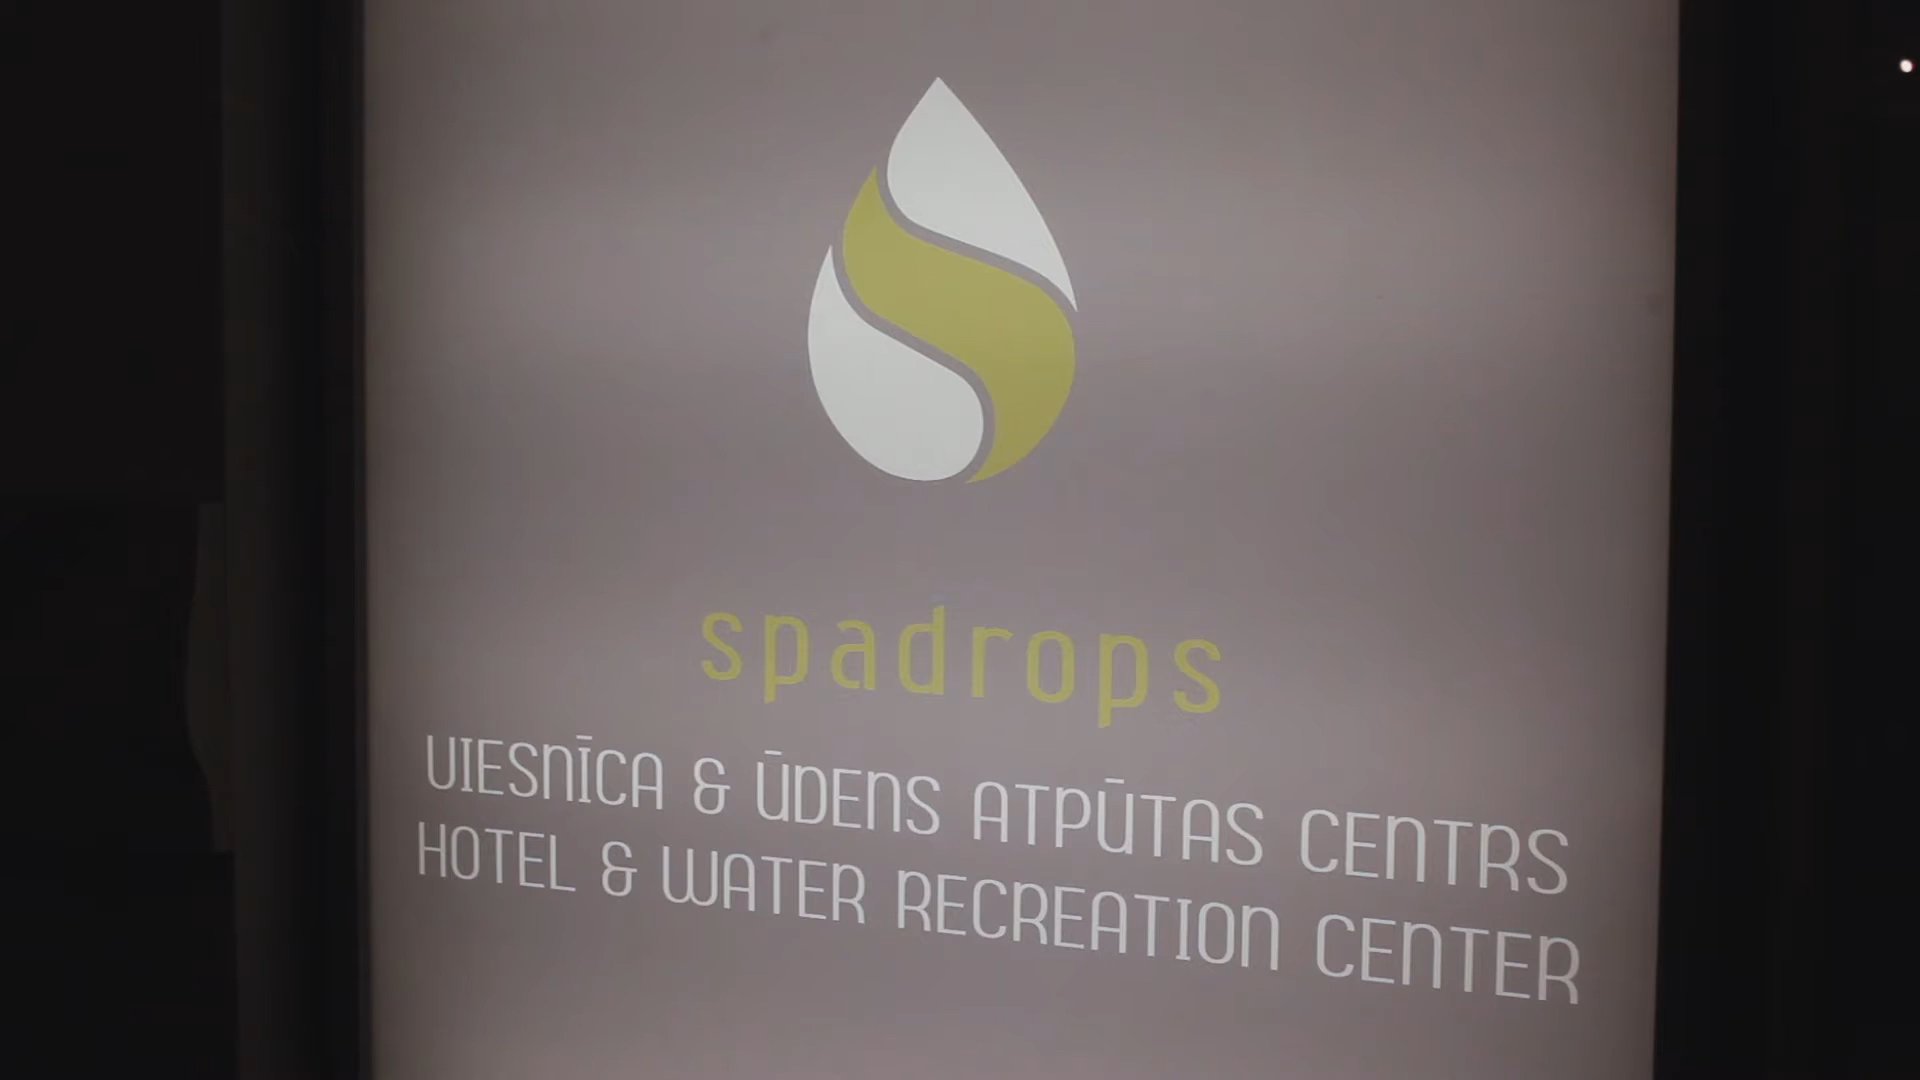 spadrops
VIESNĪCA & ŪDENS ATPŪTAS CENTRS
HOTEL & WATER RECREATION CENTER